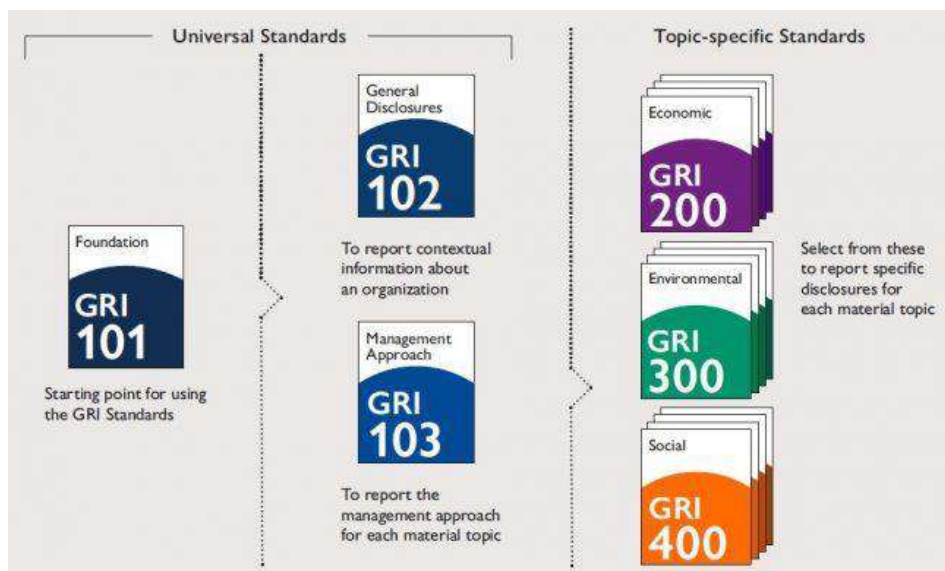 Universal Standards
Topic-specific Standards
Foundation
GRI
101
Starting point for using
the GRI Standards
General
Disclosures
GRI
102
To report contextual
information about
an organization
Management
Approach
GRI
103
To report the
management approach
for each material topic
Economic
GRI
200
Environmental
GRI
300
Social
GRI
400
Select from these
to report specific
disclosures for
each material topic